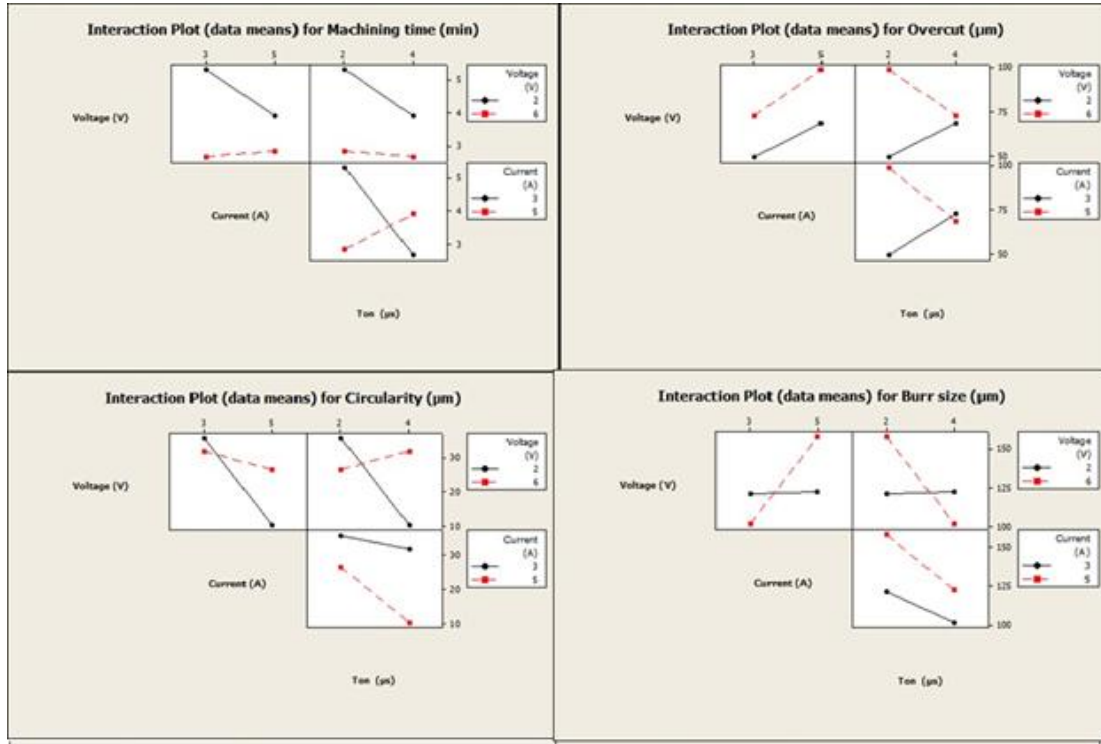 Interaction Plot (data means) for Machining time (min)
3 5 2 4
Voltage (V)
5
4
3
Voltage
(V)
2
6
Current (A)
5
4
3
Current
(A)
3
5
Ton (µs)
Interaction Plot (data means) for Overcut (µm)
3 5 2 4
Voltage (V)
100
75
50
Voltage
(V)
2
6
Current (A)
100
75
50
Current
(A)
3
5
Ton (µs)
Interaction Plot (data means) for Circularity (µm)
3 5 2 4
Voltage (V)
30
20
10
Voltage
(V)
2
6
Current (A)
30
20
10
Current
(A)
3
5
Ton (µs)
Interaction Plot (data means) for Burr size (µm)
3 5 2 4
Voltage (V)
150
125
100
Voltage
(V)
2
6
Current (A)
150
125
100
Current
(A)
3
5
Ton (µs)